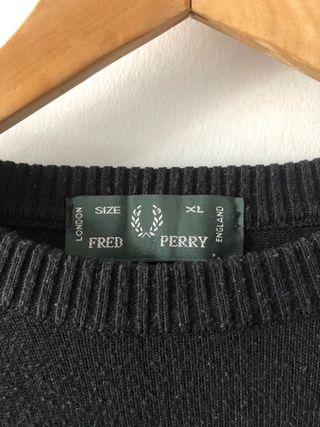 LONDON
SIZE XL
FRED PERRY
ENGLAND